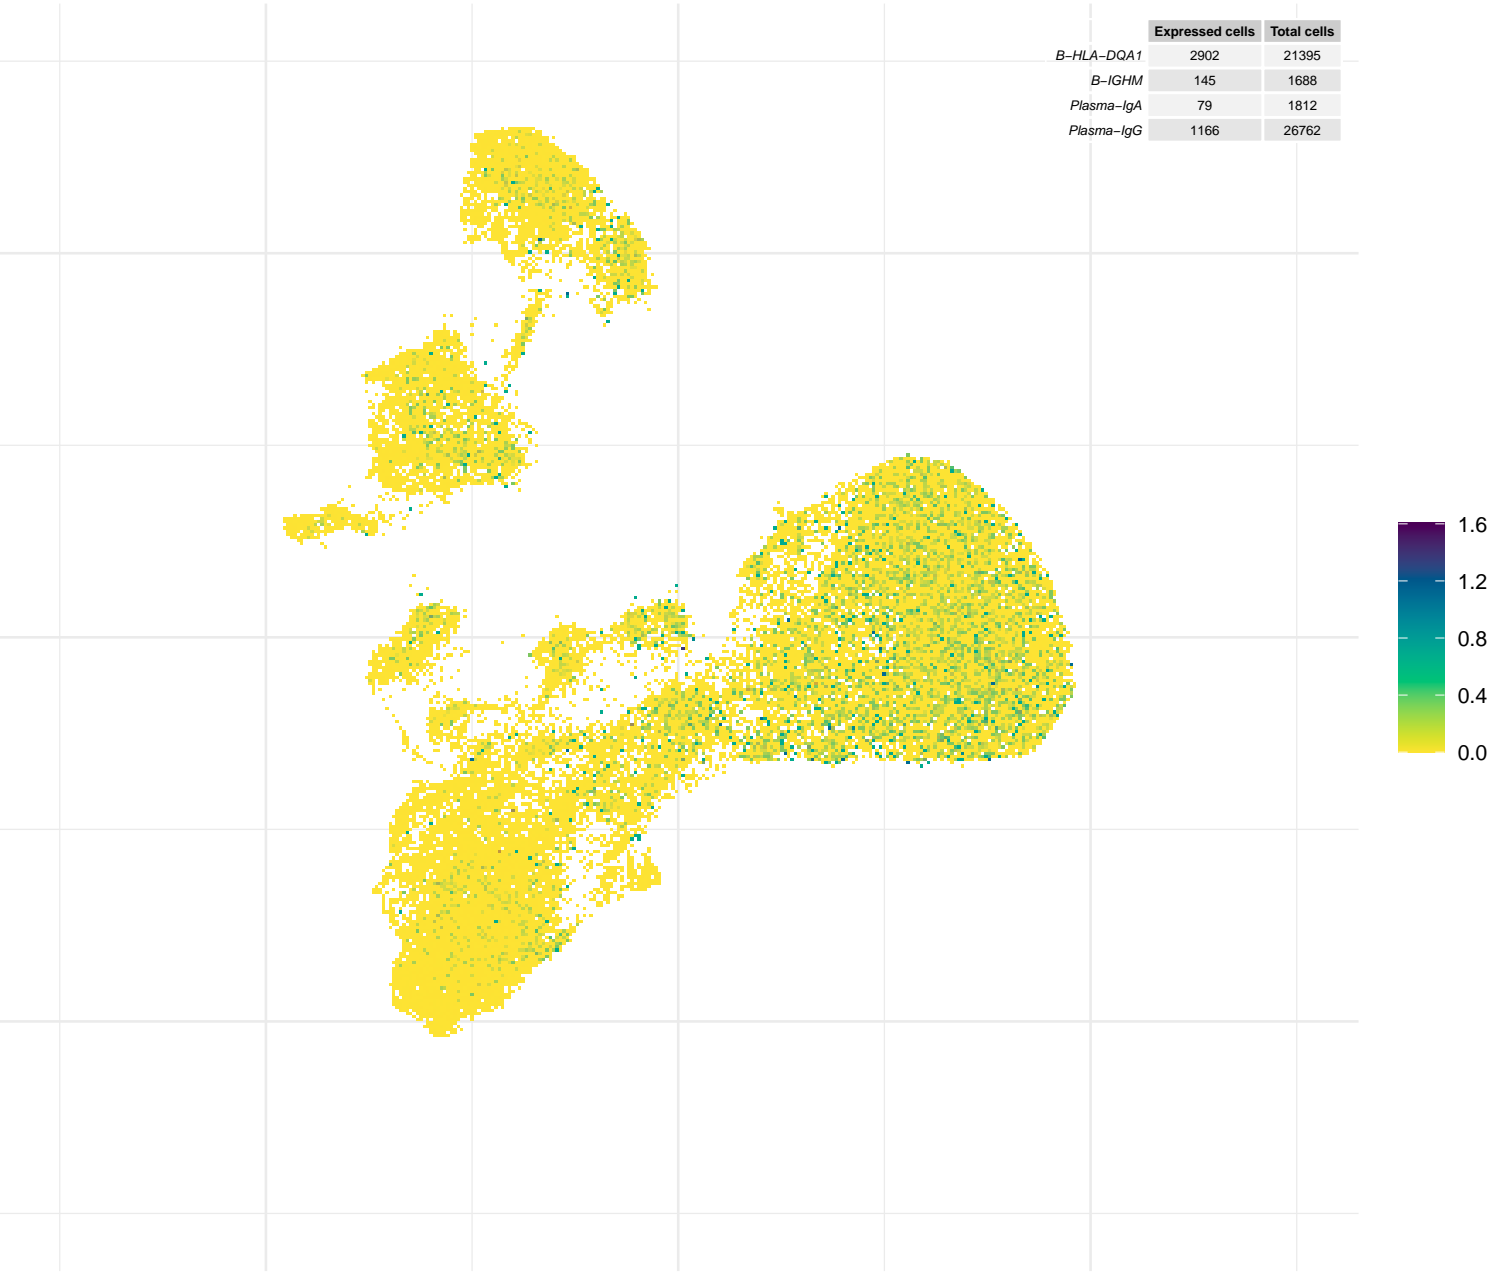 Expressed cells Total cells
B−HLA−DQA1 2902 21395
B−IGHM 145 1688
Plasma−IgA 79 1812
Plasma−IgG 1166 26762
1.6
1.2
0.8
0.4
0.0